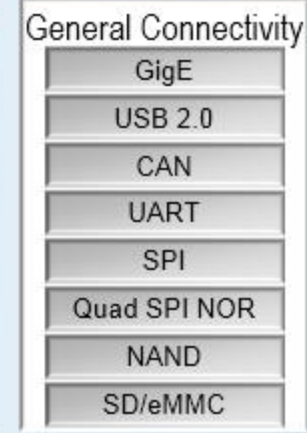 General Connectivity
GigE
USB 2.0
CAN
UART
SPI
Quad SPI NOR
NAND
SD/eMMC